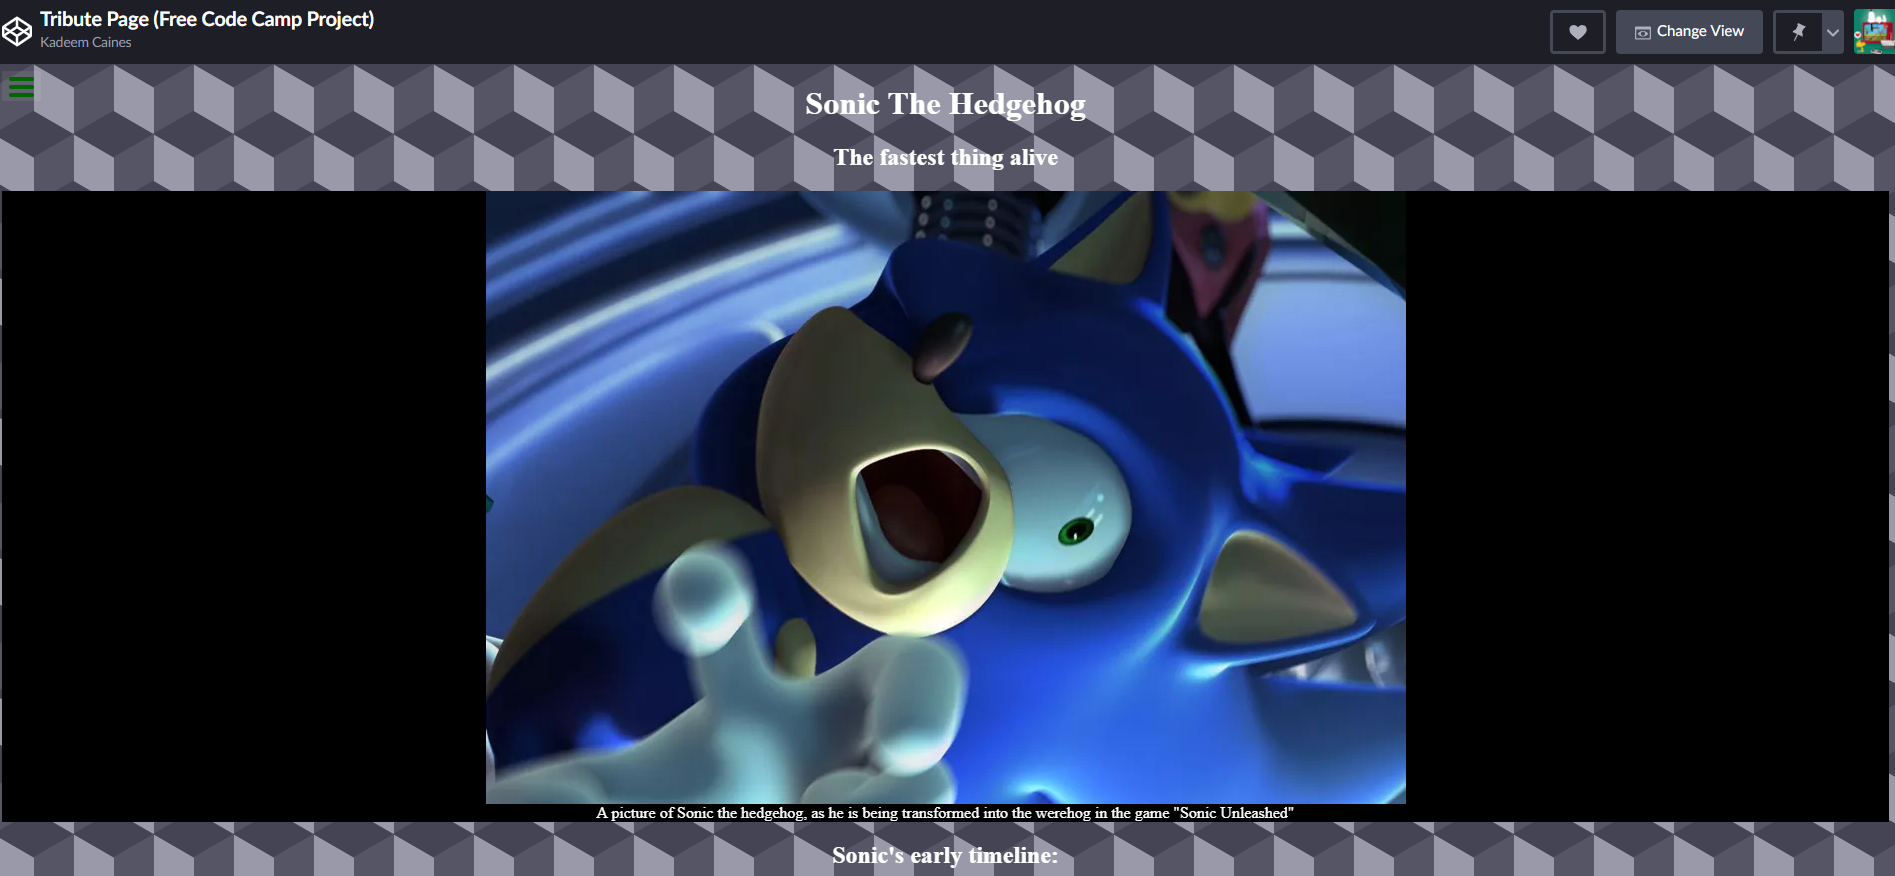 Tribute Page (Free Code Camp Project)
Kadeem Caines
Change View
Sonic The Hedgehog
The fastest thing alive
A picture of Sonic the hedgehog, as he is being transformed into the werehog in the game "Sonic Unleashed"
Sonic's early timeline: